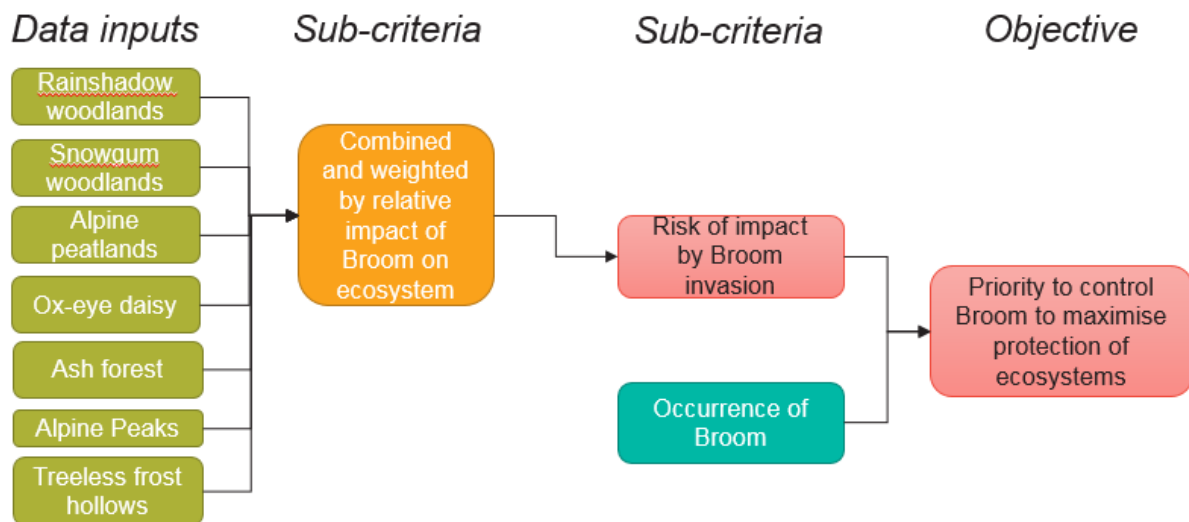 Data inputs
Sub-criteria
Sub-criteria
Objective
Rainshadow
woodlands
Snowgum
woodlands
Alpine
peatlands
Ox-eye daisy
Ash forest
Alpine Peaks
Treeless frost
hollows
Combined
and weighted
by relative
impact of
Broom on
ecosystem
Risk of impact
by Broom
invasion
Occurrence of
Broom
Priority to control
Broom to maximise
protection of
ecosystems